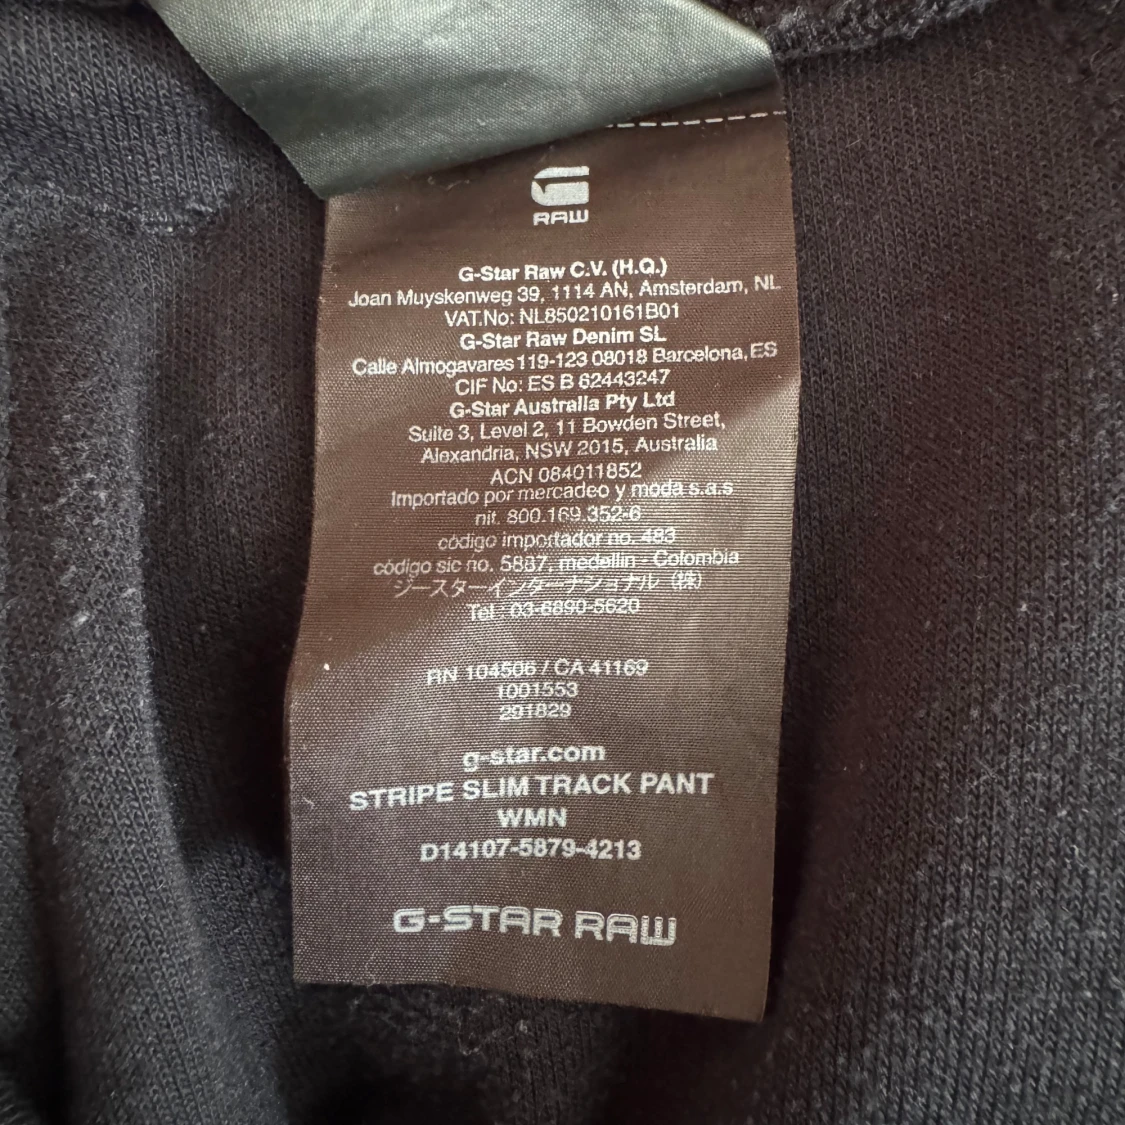 RAW
G-Star Raw C.V. (H.Q.)
Joan Muyskenweg 39, 1114 AN, Amsterdam, NL
VAT.No: NL850210161B01
G-Star Raw Denim SL
Calle Almogavares 119-123 08018 Barcelona, ES
CIF No: ES B 62443247
G-Star Australia Pty Ltd
Suite 3, Level 2, 11 Bowden Street,
Alexandria, NSW 2015, Australia
ACN 084011852
Importado por mercadeo y moda s.a.s
nit. 800.169.352-6
código importador no. 483
código sic no. 5887, medellin - Colombia
ジースターインターナショナル (株)
Tel : 03-6890-5620
RN 104506 / CA 41169
1001553
291829
g-star.com
STRIPE SLIM TRACK PANT
WMN
D14107-5879-4213
G-STAR RAW